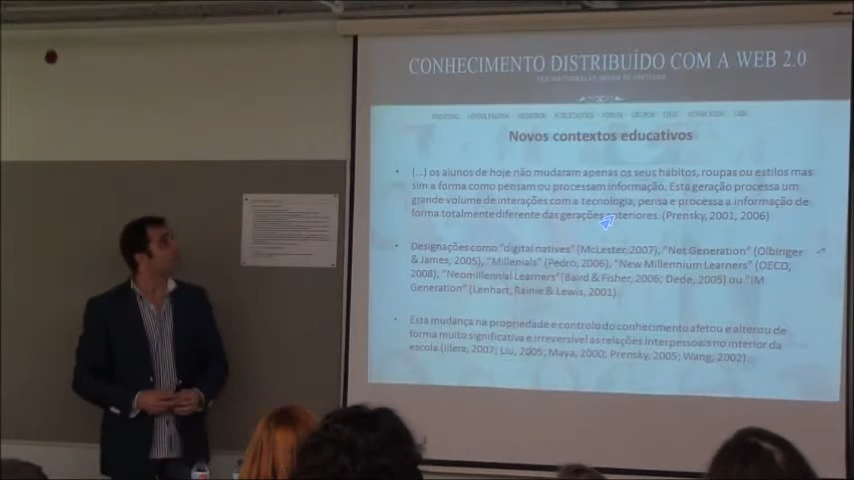 CONHECIMENTO DISTRIBUÍDO COM A WEB 2.0
Novos contextos educativos
(...) os alunos de hoje não mudaram apenas os seus hábitos, roupas ou estilos mas
sim a forma como pensam ou processam informação. Esta geração processa um
grande volume de interações com a tecnologia, pensa e processa a informação de
forma totalmente diferente das gerações anteriores. (Prensky, 2001, 2006)
Designações como "digital natives" (McLester, 2007), "Net Generation" (Olbinger
& James, 2005), "Millenials" (Pedro, 2006), "New Millennium Learners" (OECD,
2008), "Neomillennial Learners" (Baird & Fisher, 2006; Dede, 2005) ou "IM
Generation" (Lenhart, Rainie & Lewis, 2001)
Esta mudança na propriedade e controlo do conhecimento afetou e alterou de
forma muito significativa e irreversível as relações interpessoais no interior da
escola (Illera, 2007; Liu, 2005; Maya, 2000; Prensky, 2005; Wang, 2002)